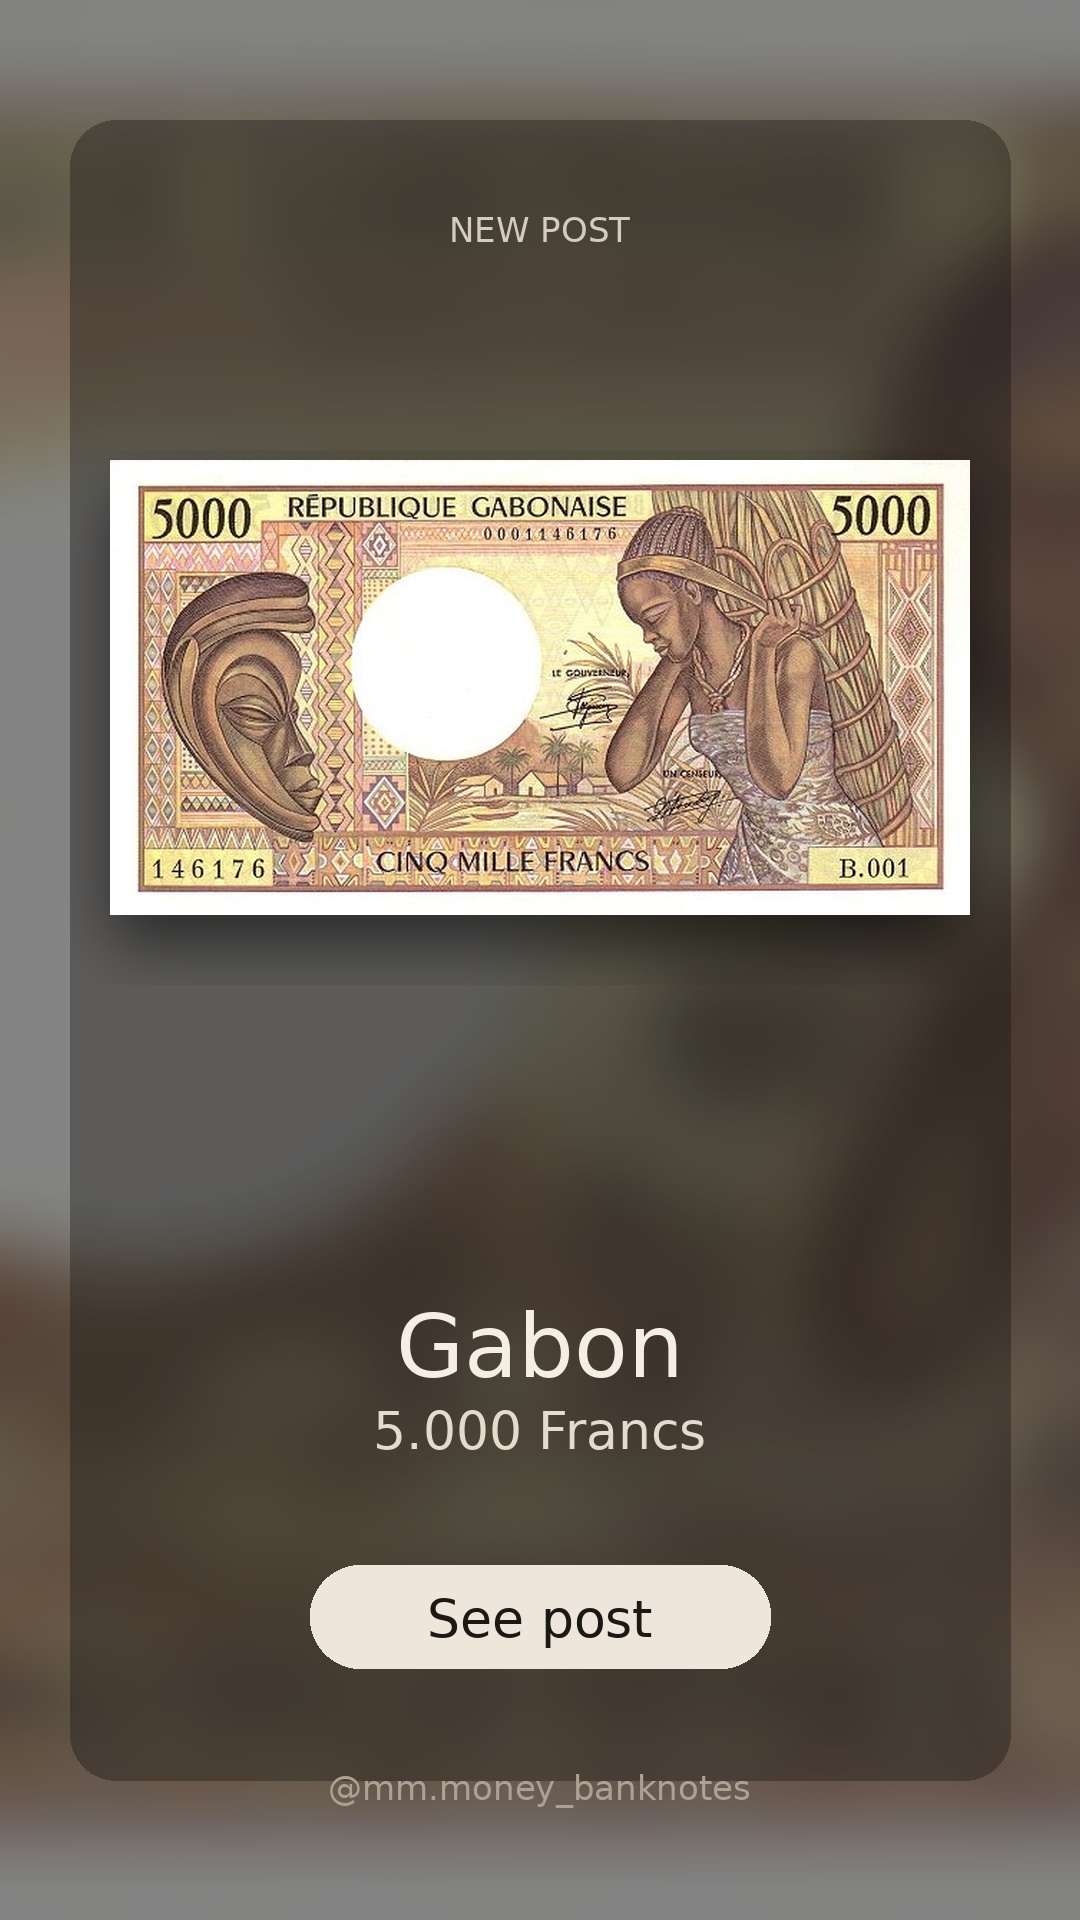 NEW POST
5000
RÉPUBLIQUE GABONAISE
5000
0001146176
LE GOUVERNEUR,
UN CENSEUR,
146176
CINQ MILLE FRANCS
B.001
Gabon
5.000 Francs
See post
@mm.money_banknotes